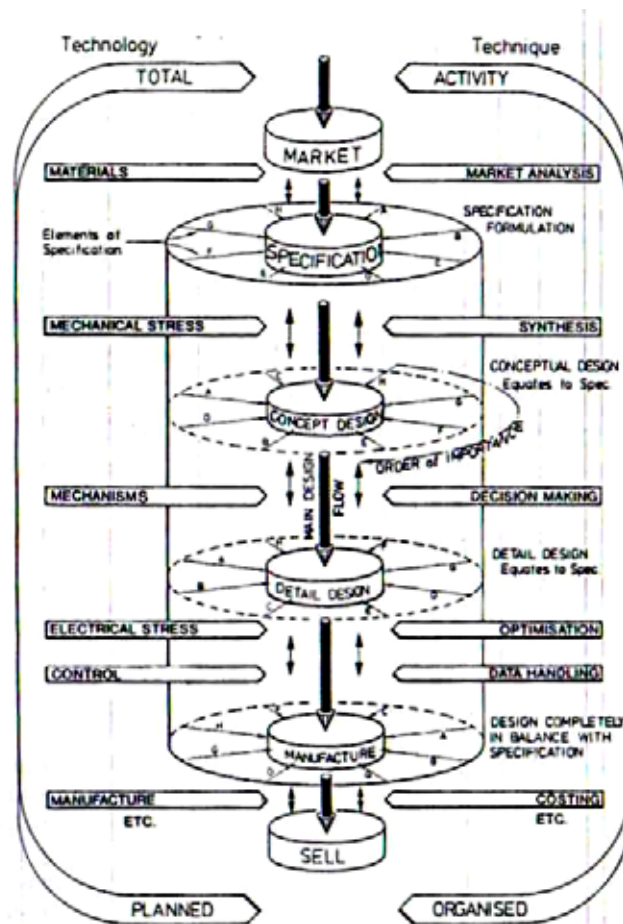 Technology
Technique
TOTAL
ACTIVITY
MARKET
MATERIALS
MARKET ANALYSIS
SPECIFICATION
FORMULATION
Elements of
Specification
SPECIFICATION
MECHANICAL STRESS
SYNTHESIS
CONCEPTUAL DESIGN
Equates to Spec
CONCEPT DESIGN
ORDER of IMPORTANCE
MAIN DESIGN
FLOW
MECHANISMS
DECISION MAKING
DETAIL DESIGN
Equates to Spec
DETAIL DESIGN
ELECTRICAL STRESS
OPTIMISATION
CONTROL
DATA HANDLING
DESIGN COMPLETELY
IN BALANCE WITH
SPECIFICATION
MANUFACTURE
MANUFACTURE
ETC.
COSTING
ETC.
SELL
PLANNED
ORGANISED